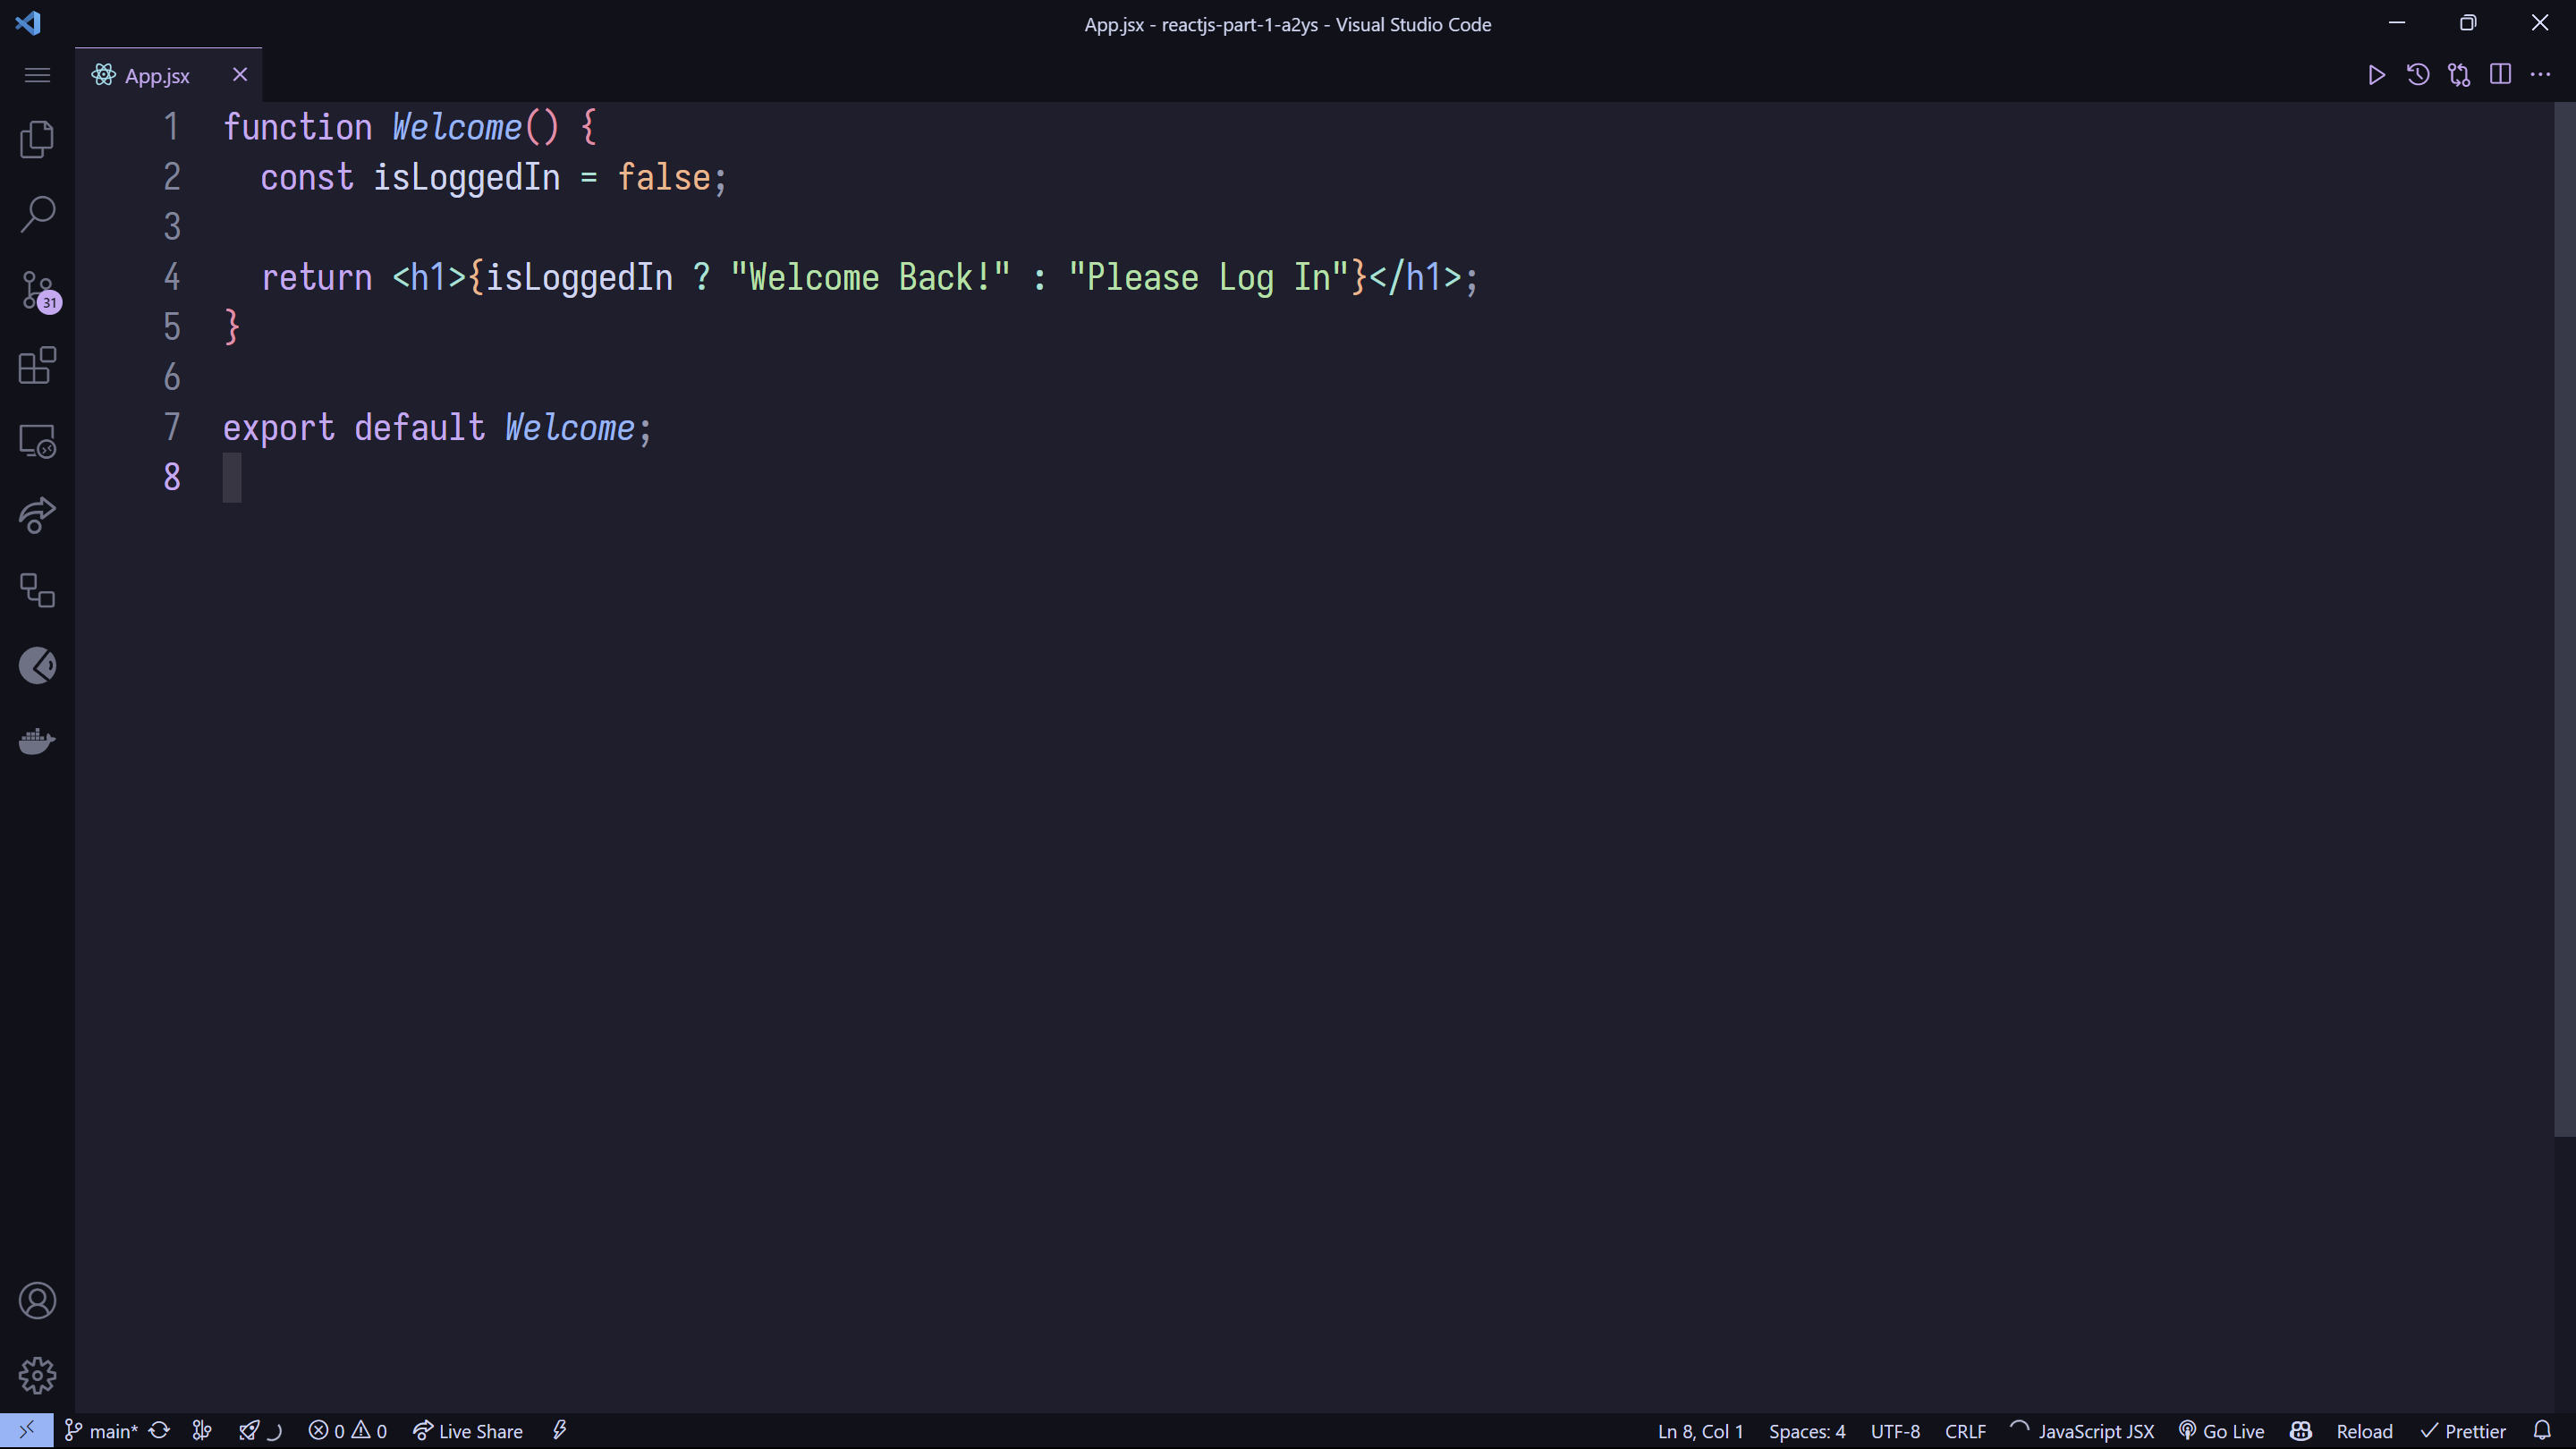 App.jsx - reactjs-part-1-a2ys - Visual Studio Code
App.jsx
1 function Welcome() {
2   const isLoggedIn = false;
3
4   return <h1>{isLoggedIn ? "Welcome Back!" : "Please Log In"}</h1>;
5 }
6
7 export default Welcome;
8
31
main* 0 0 Live Share Ln 8, Col 1 Spaces: 4 UTF-8 CRLF JavaScript JSX Go Live Reload Prettier